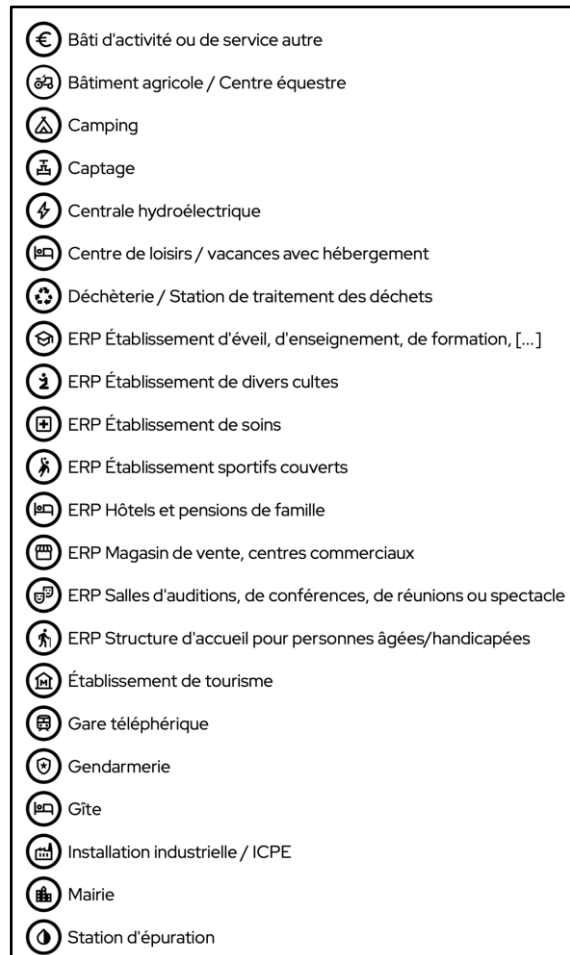 Bâti d'activité ou de service autre
Bâtiment agricole / Centre équestre
Camping
Captage
Centrale hydroélectrique
Centre de loisirs / vacances avec hébergement
Déchèterie / Station de traitement des déchets
ERP Établissement d'éveil, d'enseignement, de formation, [...]
ERP Établissement de divers cultes
ERP Établissement de soins
ERP Établissement sportifs couverts
ERP Hôtels et pensions de famille
ERP Magasin de vente, centres commerciaux
ERP Salles d'auditions, de conférences, de réunions ou spectacle
ERP Structure d'accueil pour personnes âgées/handicapées
Établissement de tourisme
Gare téléphérique
Gendarmerie
Gîte
Installation industrielle / ICPE
Mairie
Station d'épuration